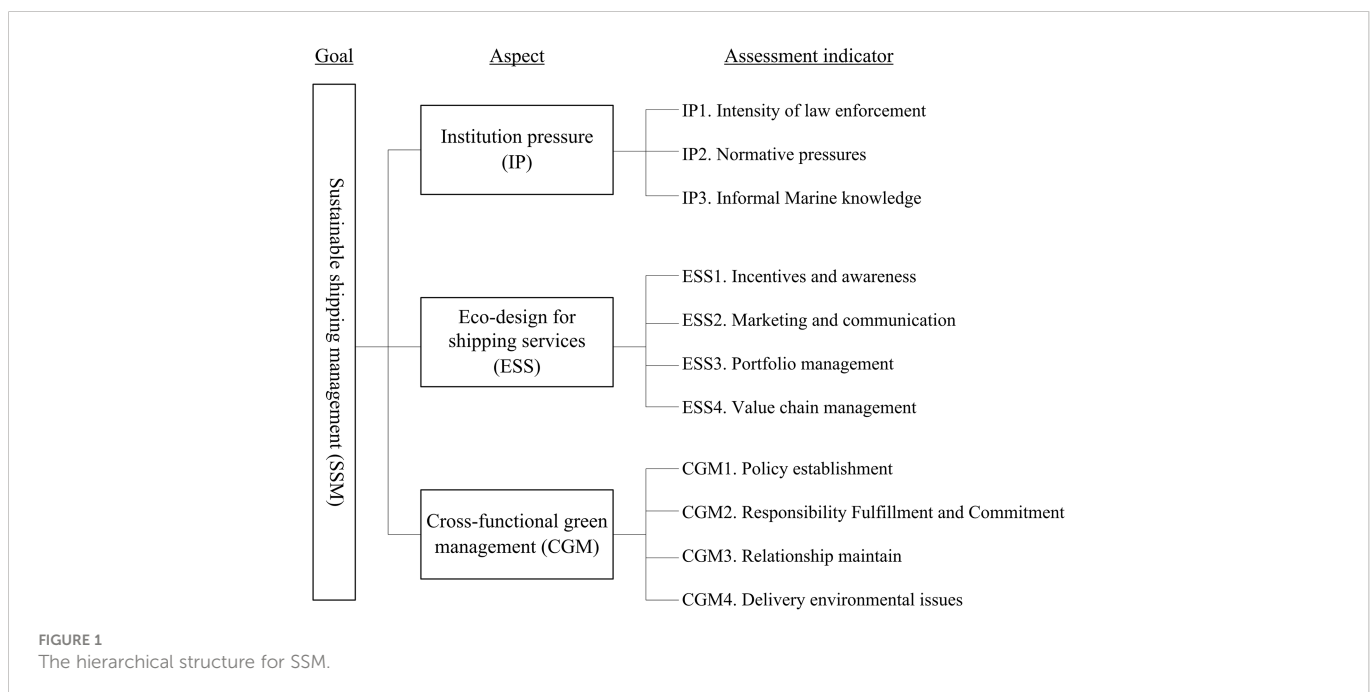 Goal
Aspect
Assessment indicator
Sustainable shipping management (SSM)
Institution pressure
(IP)
IP1. Intensity of law enforcement
IP2. Normative pressures
IP3. Informal Marine knowledge
Eco-design for
shipping services
(ESS)
ESS1. Incentives and awareness
ESS2. Marketing and communication
ESS3. Portfolio management
ESS4. Value chain management
Cross-functional green
management (CGM)
CGM1. Policy establishment
CGM2. Responsibility Fulfillment and Commitment
CGM3. Relationship maintain
CGM4. Delivery environmental issues
FIGURE 1
The hierarchical structure for SSM.